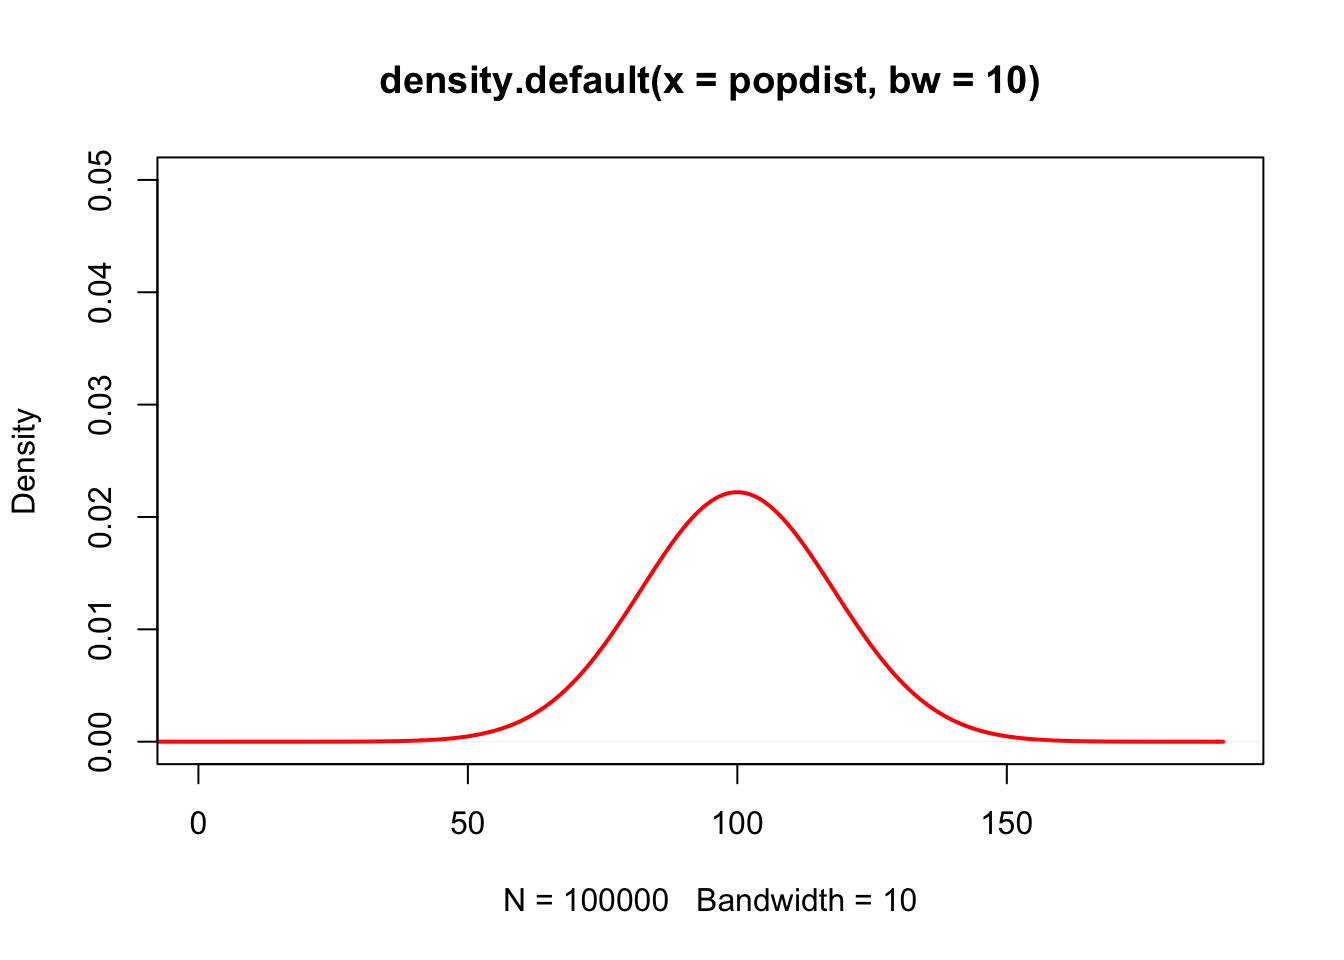 density.default(x = popdist, bw = 10)
0.05
0.04
0.03
0.02
0.01
0.00
Density
0 50 100 150
N = 100000 Bandwidth = 10